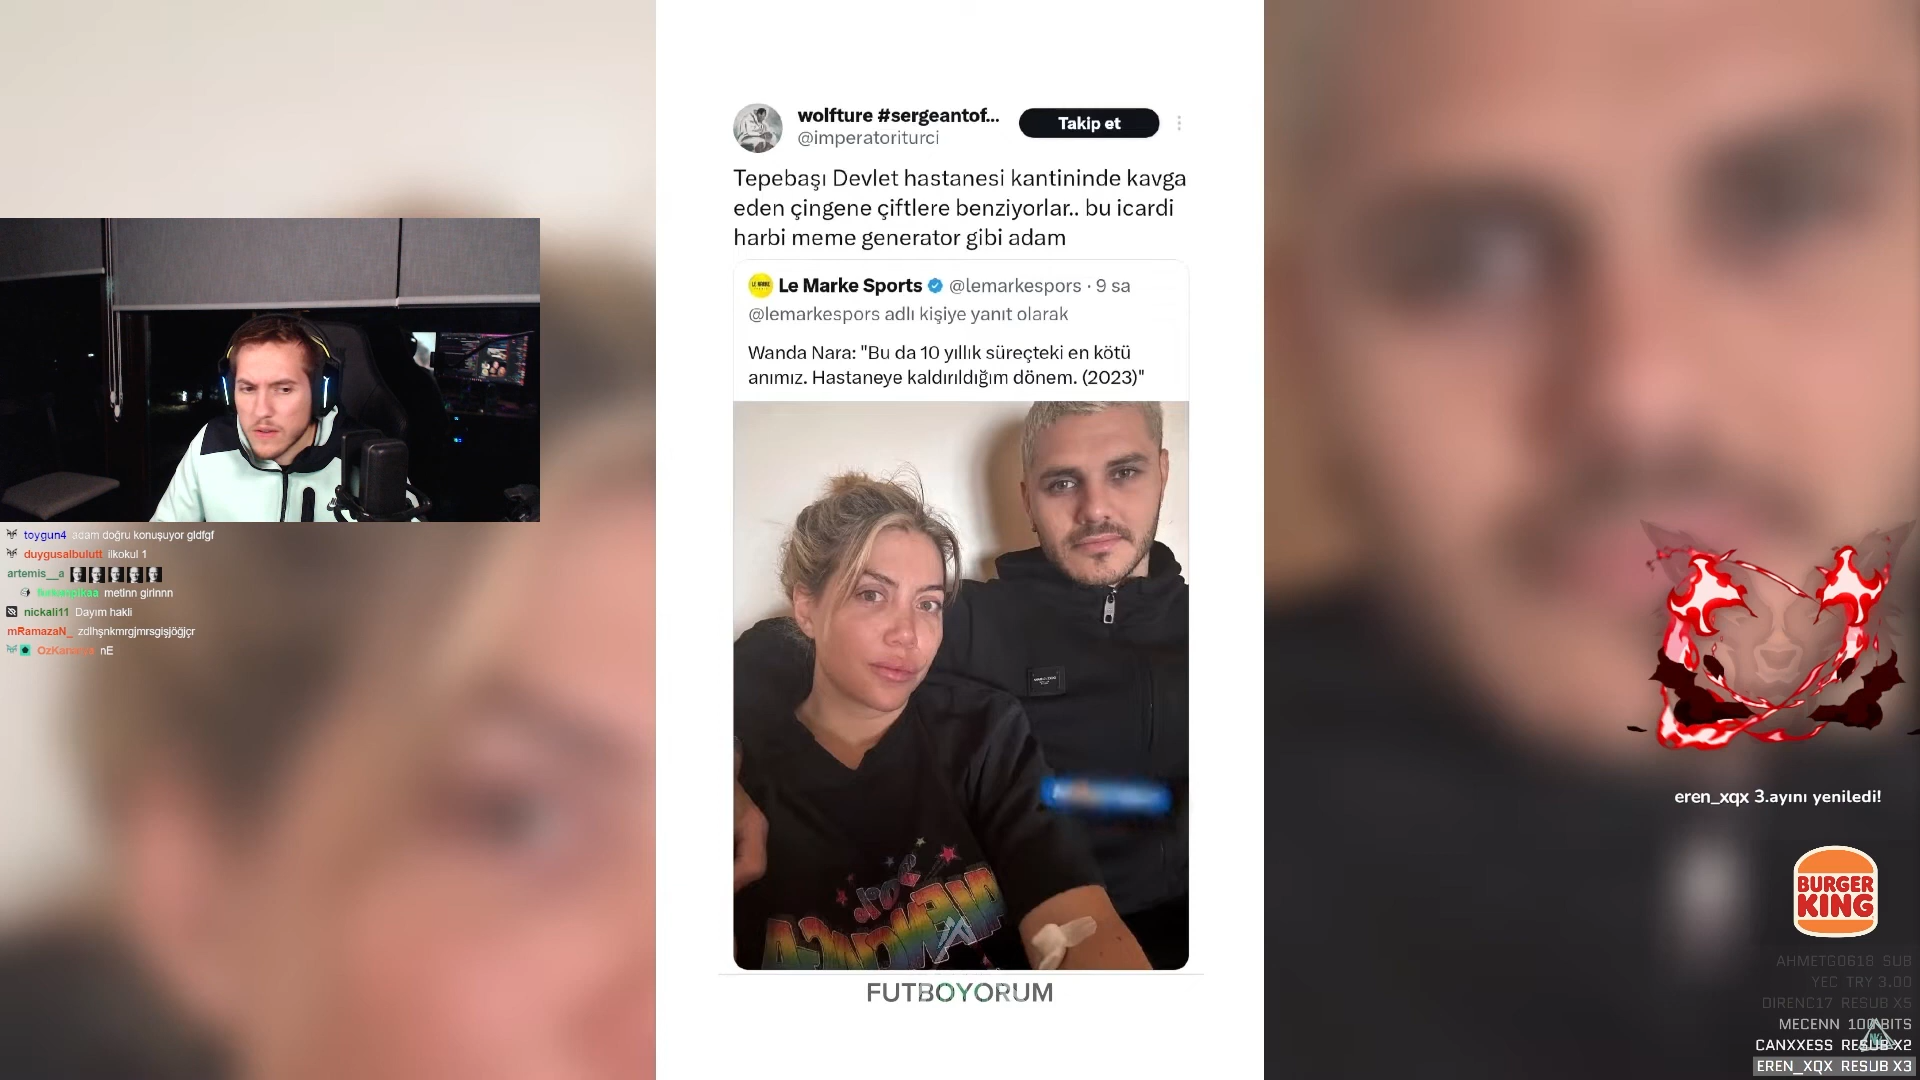 wolfture #sergeantof...
@imperatoriturci
Takip et
Tepebaşı Devlet hastanesi kantininde kavga
eden çingene çiftlere benziyorlar.. bu icardi
harbi meme generator gibi adam
LE MARKE
Le Marke Sports @lemarkespors · 9 sa
@lemarkespors adlı kişiye yanıt olarak
Wanda Nara: "Bu da 10 yıllık süreçteki en kötü
anımız. Hastaneye kaldırıldığım dönem. (2023)"
FUTBOYORUM
toygun4 adam doğru konuşuyor gldfgf
duygusalbulutt ilkokul 1
artemis__a
metinn girinnn
nickali11 Dayım hakli
mRamazaN_ zdlhşnkmrgjmrsgişjöğjçr
nE
eren_xqx 3.ayını yeniledi!
BURGER
KING
AHMETG0618 SUB
YEC TRY 3.00
DIRENC17 RESUB X5
MECENN 100 BITS
CANXXESS RESUB X2
EREN_XQX RESUB X3